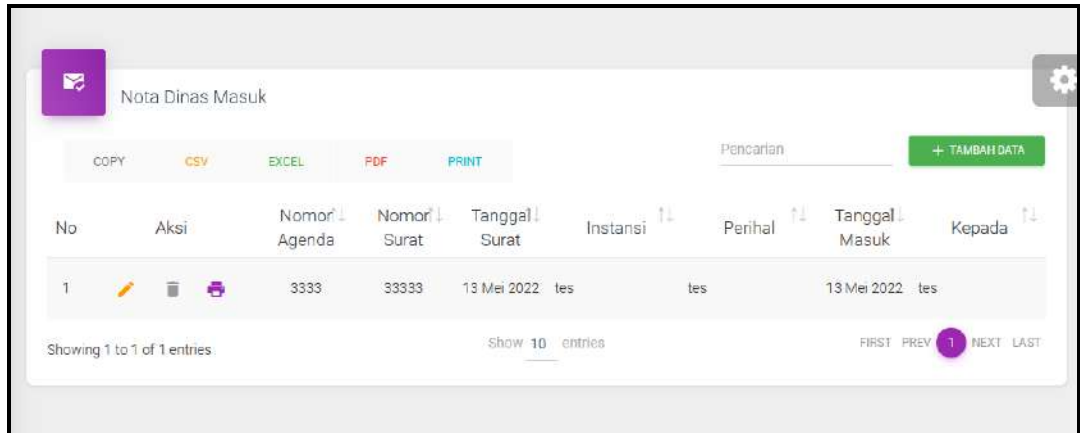 Nota Dinas Masuk
COPY CSV EXCEL PDF PRINT Pencarian + TAMBAH DATA
No Aksi Nomor Agenda Nomor Surat Tanggal Surat Instansi Perihal Tanggal Masuk Kepada
1 3333 33333 13 Mei 2022 tes tes 13 Mei 2022 tes
Showing 1 to 1 of 1 entries Show 10 entries FIRST PREV 1 NEXT LAST